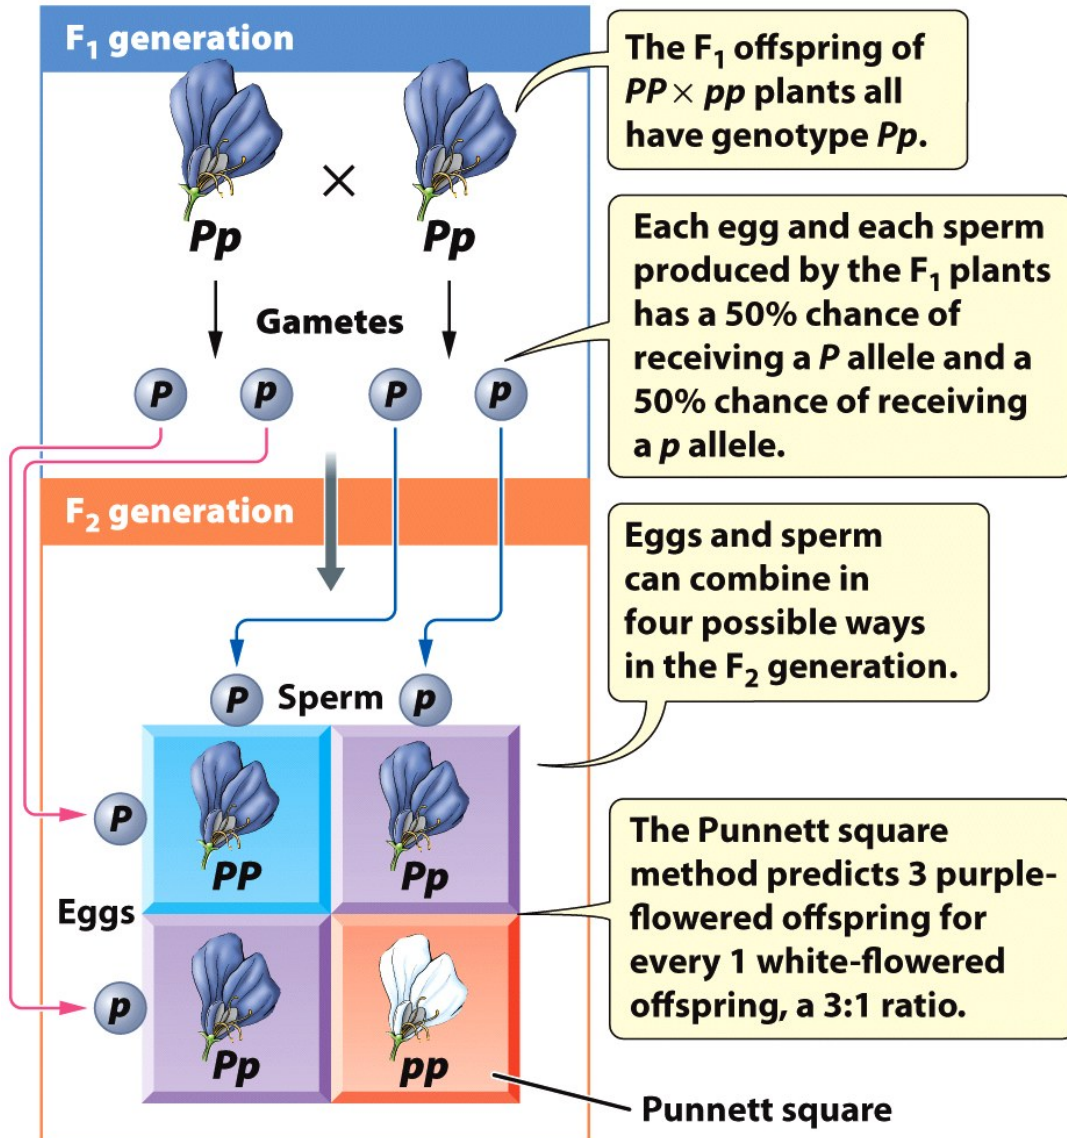 F₁ generation
The F₁ offspring of
PP × pp plants all
have genotype Pp.
×
Pp
Pp
Each egg and each sperm
produced by the F₁ plants
has a 50% chance of
receiving a P allele and a
50% chance of receiving
a p allele.
Gametes
P
p
P
p
F₂ generation
Eggs and sperm
can combine in
four possible ways
in the F₂ generation.
P
Sperm
p
P
PP
Pp
The Punnett square
method predicts 3 purple-
flowered offspring for
every 1 white-flowered
offspring, a 3:1 ratio.
Eggs
p
Pp
pp
Punnett square